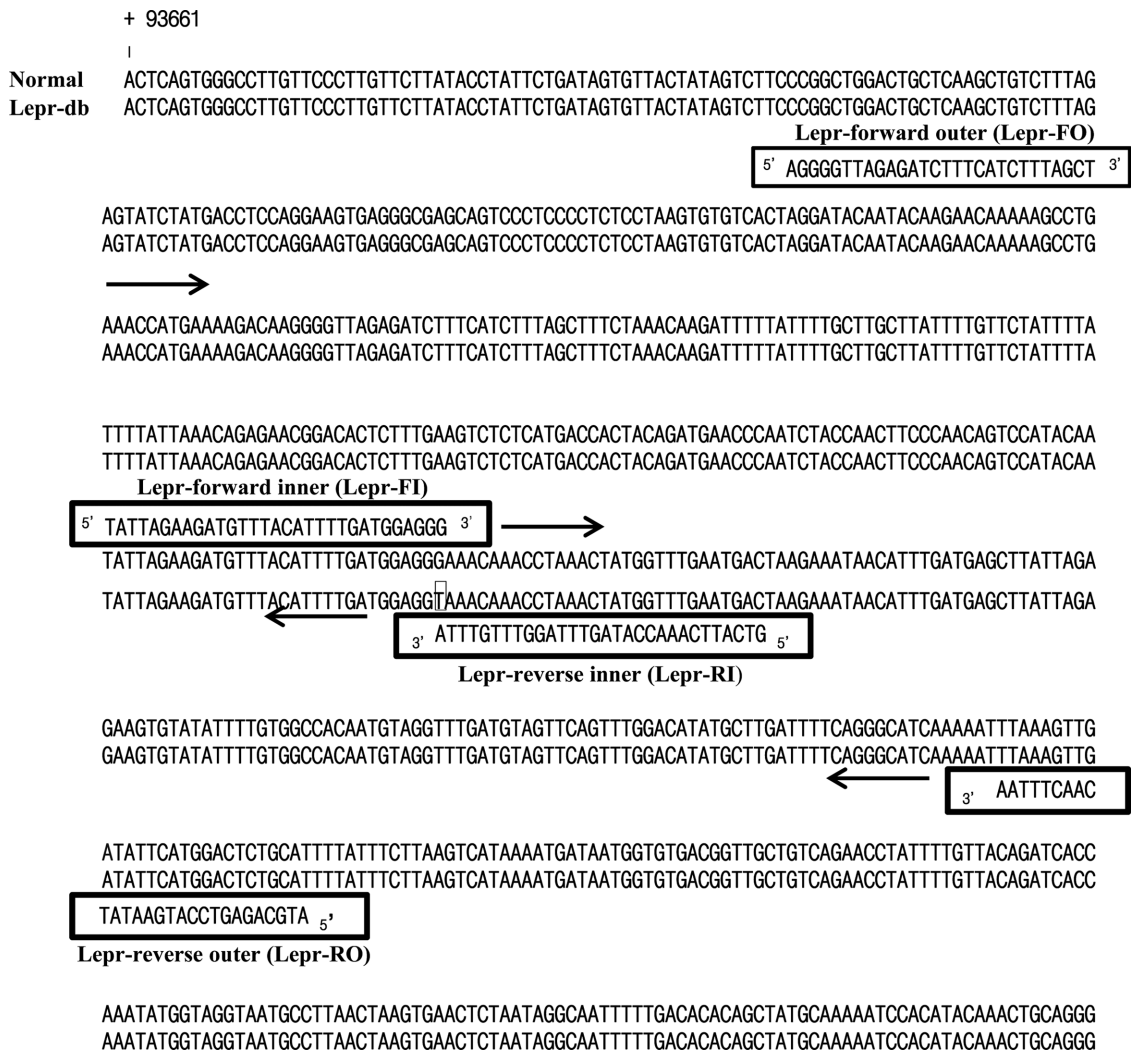 + 93661
Normal ACTCAGTGGGCCTTGTTCCCTTGTTCTTATACCTATTCTGATAGTGTTACTATAGTCTTCCCGGCTGGACTGCTCAAGCTGTCTTTAG
Lepr-db ACTCAGTGGGCCTTGTTCCCTTGTTCTTATACCTATTCTGATAGTGTTACTATAGTCTTCCCGGCTGGACTGCTCAAGCTGTCTTTAG
Lepr-forward outer (Lepr-FO)
5' AGGGGTTAGAGATCTTTCATCTTTAGCT 3'
AGTATCTATGACCTCCAGGAAGTGAGGGCGAGCAGTCCCTCCCCTCTCCTAAGTGTGTCACTAGGATACAATACAAGAACAAAAAGCCTG
AGTATCTATGACCTCCAGGAAGTGAGGGCGAGCAGTCCCTCCCCTCTCCTAAGTGTGTCACTAGGATACAATACAAGAACAAAAAGCCTG
AAACCATGAAAAGACAAGGGGTTAGAGATCTTTCATCTTTAGCTTTCTAAACAAGATTTTTATTTTGCTTGCTTATTTTGTTCTATTTTA
AAACCATGAAAAGACAAGGGGTTAGAGATCTTTCATCTTTAGCTTTCTAAACAAGATTTTTATTTTGCTTGCTTATTTTGTTCTATTTTA
TTTTATTAAACAGAGAACGGACACTCTTTGAAGTCTCTCATGACCACTACAGATGAACCCAATCTACCAACTTCCCAACAGTCCATACAA
TTTTATTAAACAGAGAACGGACACTCTTTGAAGTCTCTCATGACCACTACAGATGAACCCAATCTACCAACTTCCCAACAGTCCATACAA
Lepr-forward inner (Lepr-FI)
5' TATTAGAAGATGTTTACATTTTGATGGAGGG 3'
TATTAGAAGATGTTTACATTTTGATGGAGGGAAACAAACCTAAACTATGGTTTGAATGACTAAGAAATAACATTTGATGAGCTTATTAGA
TATTAGAAGATGTTTACATTTTGATGGAGGTAAACAAACCTAAACTATGGTTTGAATGACTAAGAAATAACATTTGATGAGCTTATTAGA
3' ATTTGTTTGGATTTGATACCAAACTTACTG 5'
Lepr-reverse inner (Lepr-RI)
GAAGTGTATATTTTGTGGCCACAATGTAGGTTTGATGTAGTTCAGTTTGGACATATGCTTGATTTTCAGGGCATCAAAAATTTAAAGTTG
GAAGTGTATATTTTGTGGCCACAATGTAGGTTTGATGTAGTTCAGTTTGGACATATGCTTGATTTTCAGGGCATCAAAAATTTAAAGTTG
3' AATTTCAAC
ATATTCATGGACTCTGCATTTTATTTCTTAAGTCATAAAATGATAATGGTGTGACGGTTGCTGTCAGAACCTATTTTGTTACAGATCACC
ATATTCATGGACTCTGCATTTTATTTCTTAAGTCATAAAATGATAATGGTGTGACGGTTGCTGTCAGAACCTATTTTGTTACAGATCACC
TATAAGTACCTGAGACGTA 5'
Lepr-reverse outer (Lepr-RO)
AAATATGGTAGGTAATGCCTTAACTAAGTGAACTCTAATAGGCAATTTTTGACACACAGCTATGCAAAAATCCACATACAAACTGCAGGG
AAATATGGTAGGTAATGCCTTAACTAAGTGAACTCTAATAGGCAATTTTTGACACACAGCTATGCAAAAATCCACATACAAACTGCAGGG